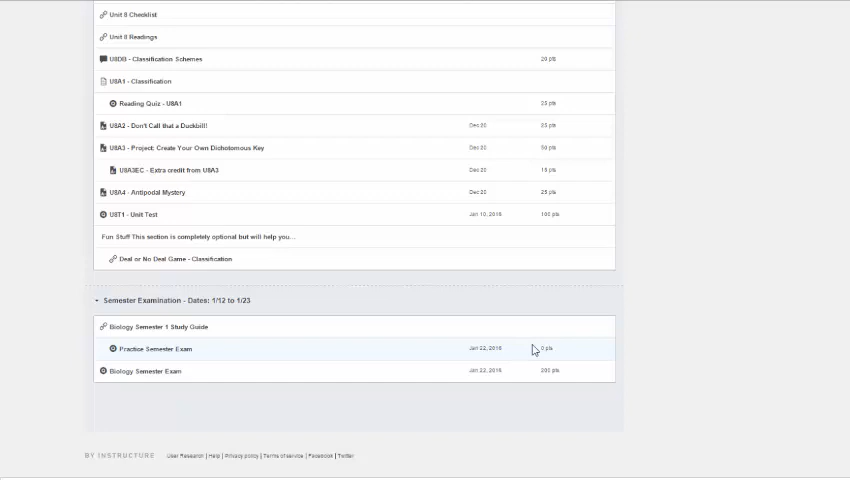 Unit 8 Checklist
Unit 8 Readings
U8DB - Classification Schemes 20 pts
U8A1 - Classification
Reading Quiz - U8A1 25 pts
U8A2 - Don't Call that a Duckbill! Dec 20 25 pts
U8A3 - Project: Create Your Own Dichotomous Key Dec 20 50 pts
U8A3EC - Extra credit from U8A3 Dec 20 15 pts
U8A4 - Antipodal Mystery Dec 20 25 pts
U8T1 - Unit Test Jan 10, 2016 100 pts
Fun Stuff This section is completely optional but will help you...
Deal or No Deal Game - Classification
Semester Examination - Dates: 1/12 to 1/23
Biology Semester 1 Study Guide
Practice Semester Exam Jan 22, 2016 0 pts
Biology Semester Exam Jan 22, 2016 200 pts
BY INSTRUCTURE User Research | Help | Privacy policy | Terms of service | Facebook | Twitter